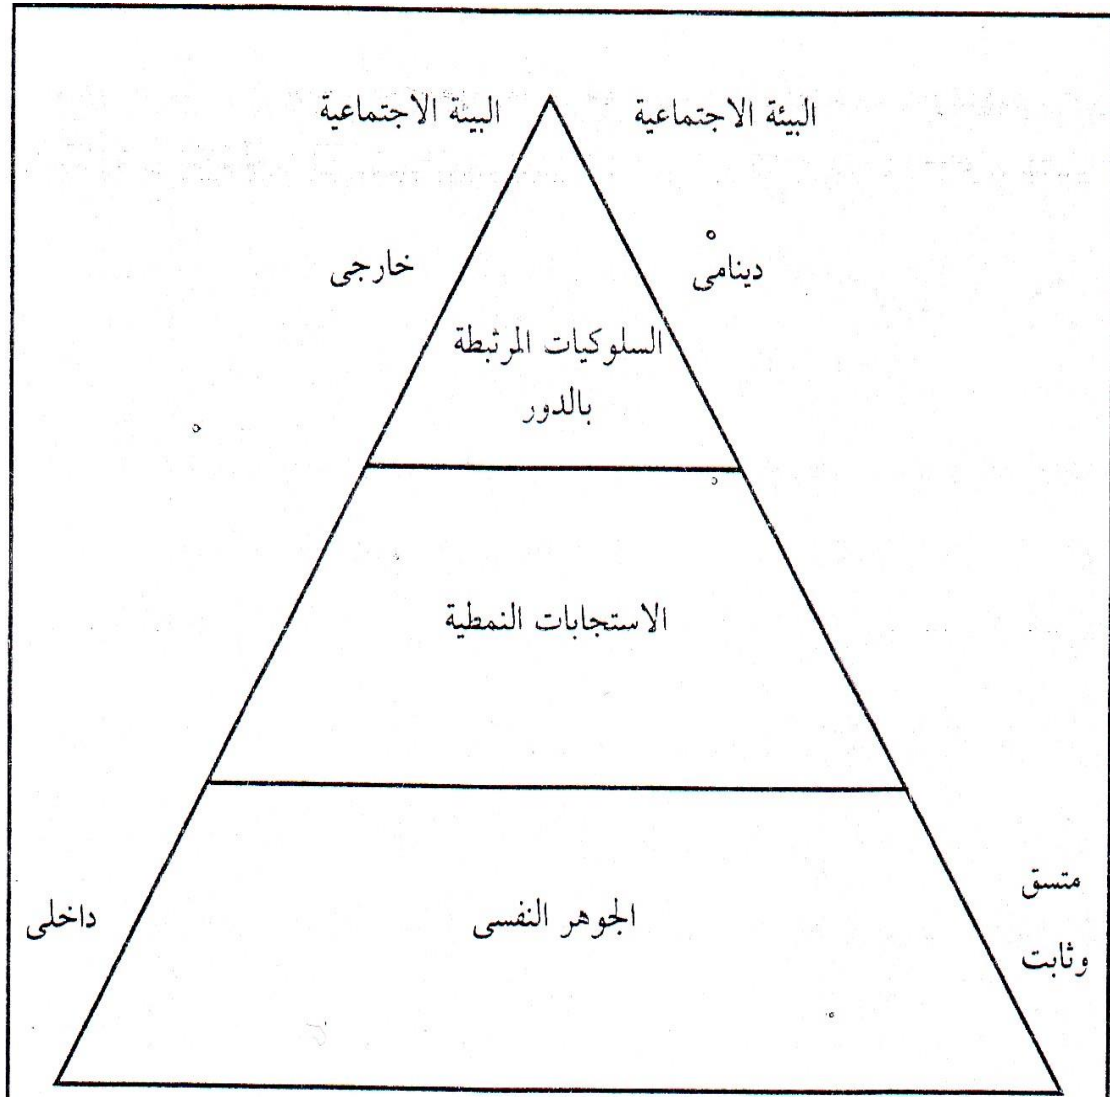 البيئة الاجتماعية
البيئة الاجتماعية
دينامى
خارجى
السلوكيات المرتبطة
بالدور
الاستجابات النمطية
متسق
وثابت
الجوهر النفسى
داخلى